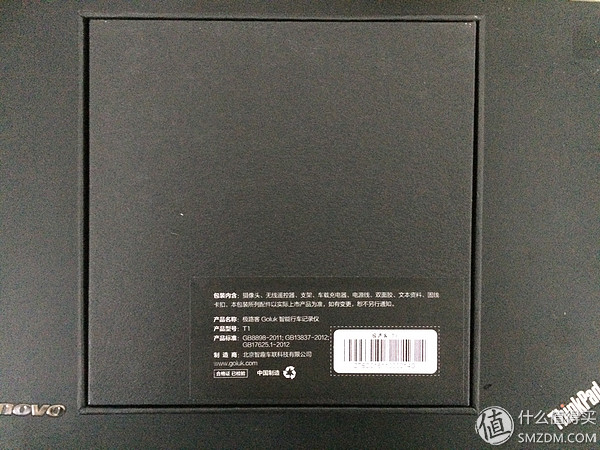 包装内含：摄像头、无线遥控器、支架、车载充电器、电源线、双面胶、文本资料、固线
卡扣。本包装所列配件以实际上市产品为准，如有变更，恕不另行通知。
产品名称：极路客 Goluk 智能行车记录仪
产品型号：T1
产品标准：GB8898-2011; GB13837-2012;
GB17625.1-2012
制 造 商：北京智趣车联科技有限公司
www.goluk.com
合格证 已检验
中国制造
novo
ThinkPad
值 什么值得买
SMZDM.COM